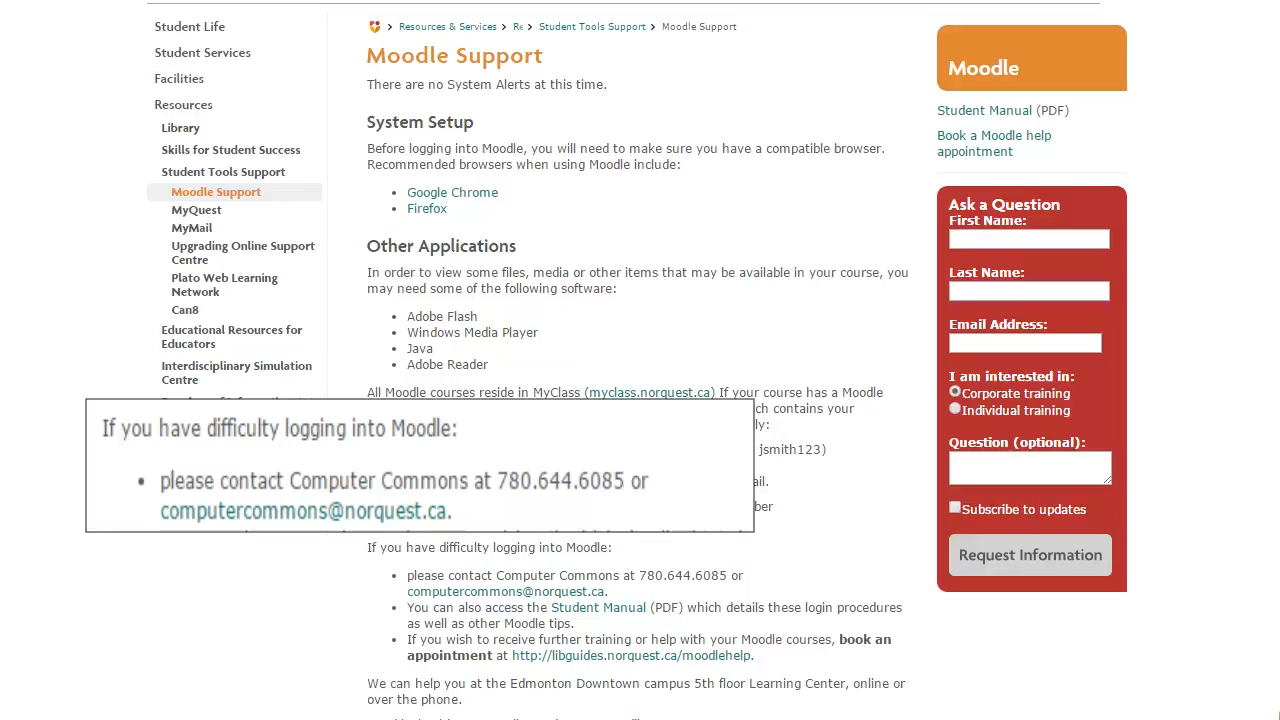 Student Life
Student Services
Facilities
Resources
Library
Skills for Student Success
Student Tools Support
Moodle Support
MyQuest
MyMail
Upgrading Online Support
Centre
Plato Web Learning
Network
Can8
Educational Resources for
Educators
Interdisciplinary Simulation
Centre
Resources & Services
Student Tools Support
Moodle Support
Moodle Support
There are no System Alerts at this time.
System Setup
Before logging into Moodle, you will need to make sure you have a compatible browser.
Recommended browsers when using Moodle include:
• Google Chrome
• Firefox
Other Applications
In order to view some files, media or other items that may be available in your course, you
may need some of the following software:
• Adobe Flash
• Windows Media Player
• Java
• Adobe Reader
All Moodle courses reside in MyClass (myclass.norquest.ca) If your course has a Moodle
contains your
jsmith123)
If you have difficulty logging into Moodle:
• please contact Computer Commons at 780.644.6085 or
computercommons@norquest.ca.
If you have difficulty logging into Moodle:
• please contact Computer Commons at 780.644.6085 or
computercommons@norquest.ca.
• You can also access the Student Manual (PDF) which details these login procedures
as well as other Moodle tips.
• If you wish to receive further training or help with your Moodle courses, book an
appointment at http://libguides.norquest.ca/moodlehelp.
We can help you at the Edmonton Downtown campus 5th floor Learning Center, online or
over the phone.
Moodle
Student Manual (PDF)
Book a Moodle help
appointment
Ask a Question
First Name:
Last Name:
Email Address:
I am interested in:
Corporate training
Individual training
Question (optional):
Subscribe to updates
Request Information